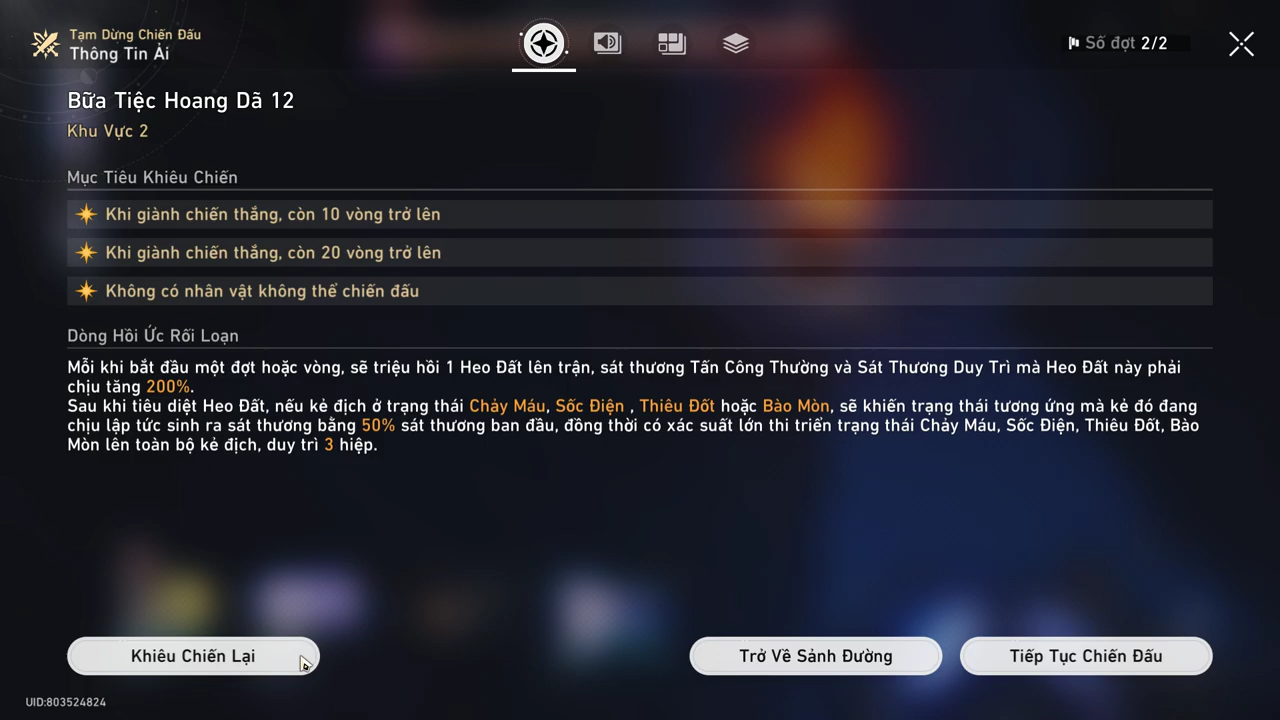 Tạm Dừng Chiến Đấu
Thông Tin Ải
Số đợt 2/2
Bữa Tiệc Hoang Dã 12
Khu Vực 2
Mục Tiêu Khiêu Chiến
Khi giành chiến thắng, còn 10 vòng trở lên
Khi giành chiến thắng, còn 20 vòng trở lên
Không có nhân vật không thể chiến đấu
Dòng Hồi Ức Rối Loạn
Mỗi khi bắt đầu một đợt hoặc vòng, sẽ triệu hồi 1 Heo Đất lên trận, sát thương Tấn Công Thường và Sát Thương Duy Trì mà Heo Đất này phải
chịu tăng 200%.
Sau khi tiêu diệt Heo Đất, nếu kẻ địch ở trạng thái Chảy Máu, Sốc Điện , Thiêu Đốt hoặc Bào Mòn, sẽ khiến trạng thái tương ứng mà kẻ đó đang
chịu lập tức sinh ra sát thương bằng 50% sát thương ban đầu, đồng thời có xác suất lớn thi triển trạng thái Chảy Máu, Sốc Điện, Thiêu Đốt, Bào
Mòn lên toàn bộ kẻ địch, duy trì 3 hiệp.
Khiêu Chiến Lại
Trở Về Sảnh Đường
Tiếp Tục Chiến Đấu
UID:803524824